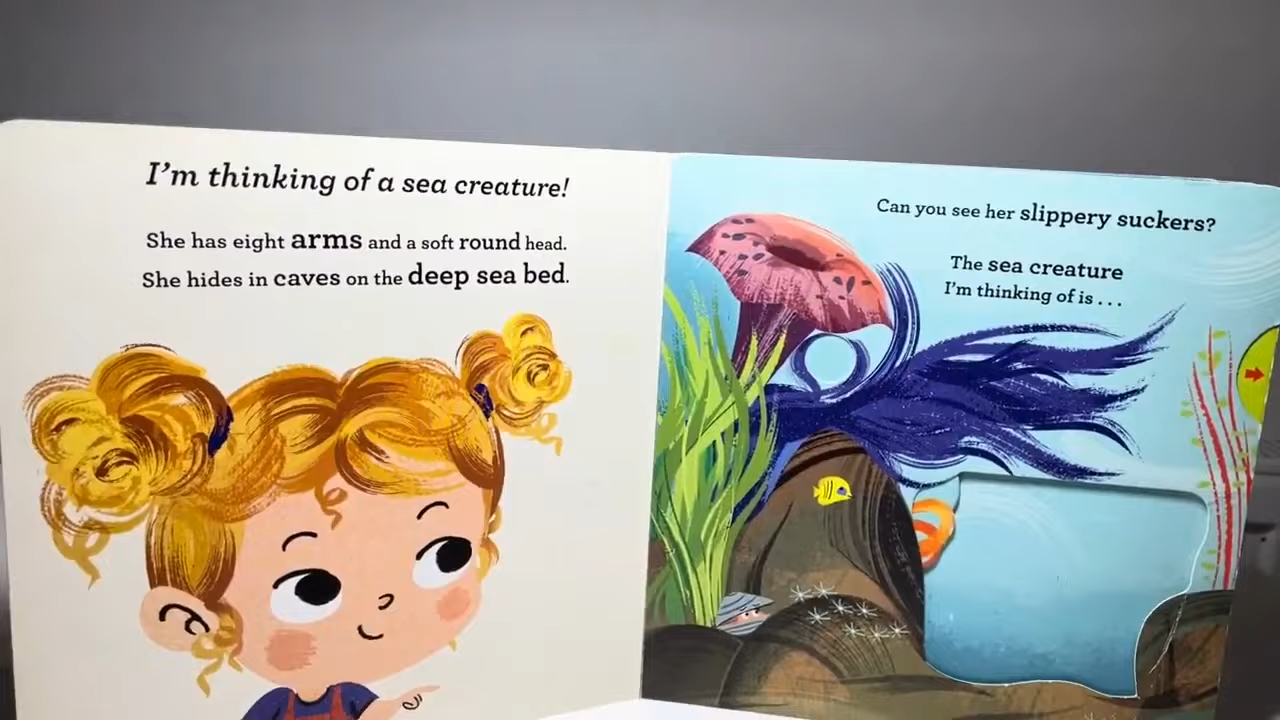 I'm thinking of a sea creature!
She has eight arms and a soft round head.
She hides in caves on the deep sea bed.
Can you see her slippery suckers?
The sea creature
I'm thinking of is . . .